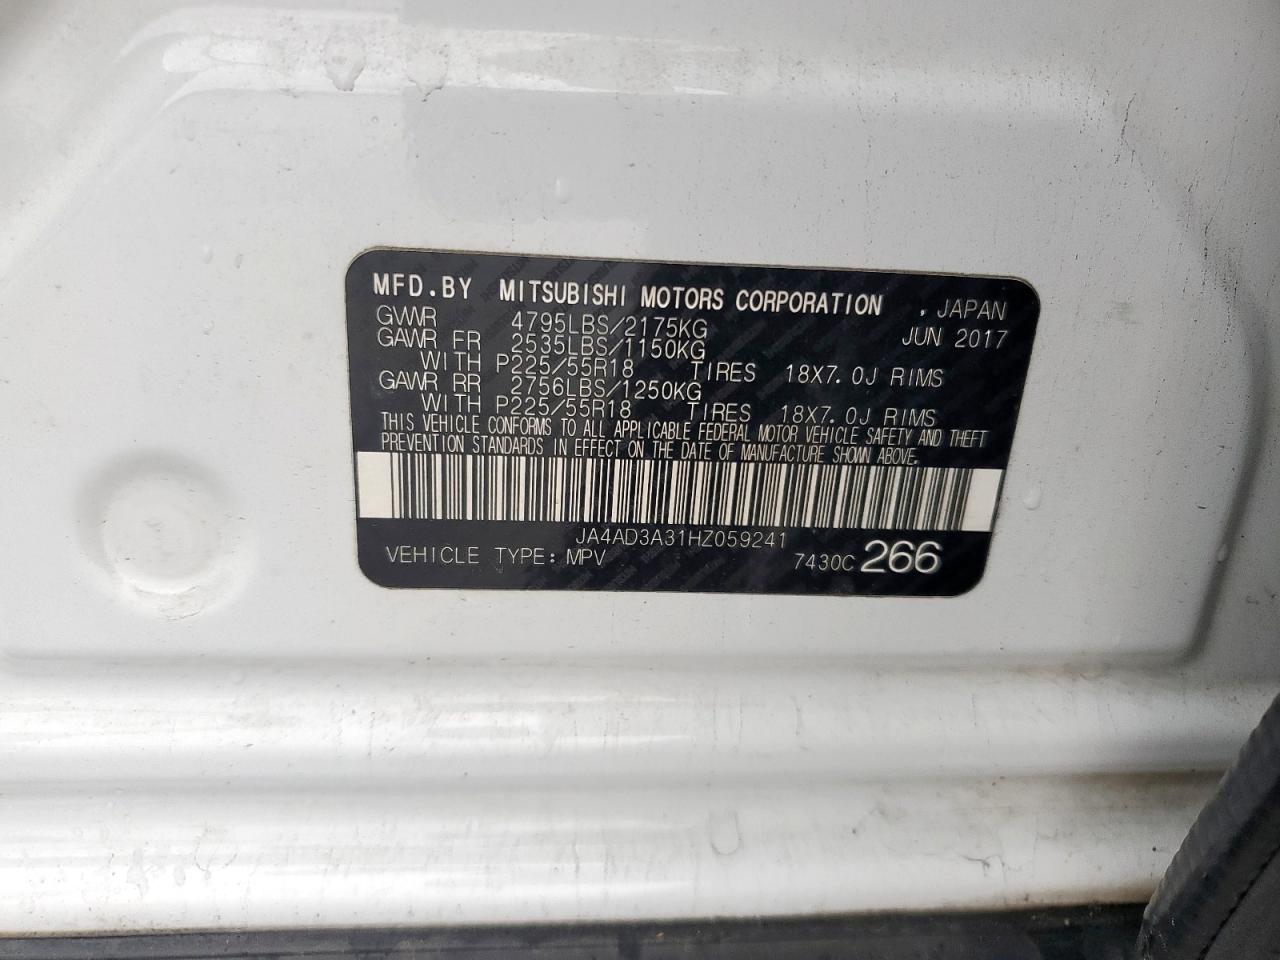 MFD.BY MITSUBISHI MOTORS CORPORATION . JAPAN
GVWR 4795LBS/2175KG JUN 2017
GAWR FR 2535LBS/1150KG
WITH P225/55R18 TIRES 18X7.0J RIMS
GAWR RR 2756LBS/1250KG
WITH P225/55R18 TIRES 18X7.0J RIMS
THIS VEHICLE CONFORMS TO ALL APPLICABLE FEDERAL MOTOR VEHICLE SAFETY AND THEFT
PREVENTION STANDARDS IN EFFECT ON THE DATE OF MANUFACTURE SHOWN ABOVE.
JA4AD3A31HZ059241
VEHICLE TYPE: MPV 7430C 266